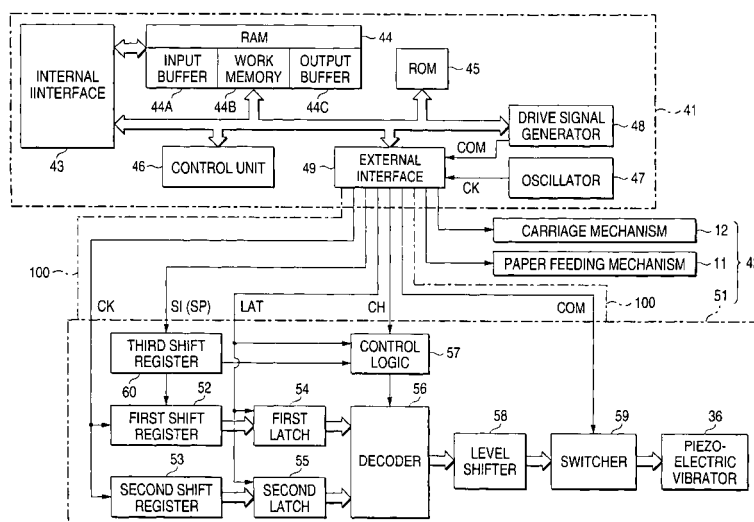 RAM
44
INTERNAL
IINTERFACE
INPUT
BUFFER
WORK
MEMORY
OUTPUT
BUFFER
ROM
45
44A
44B
44C
DRIVE SIGNAL
GENERATOR
48
41
43
COM
46
CONTROL UNIT
49
EXTERNAL
INTERFACE
CK
OSCILLATOR
47
CARRIAGE MECHANISM
12
100
PAPER FEEDING MECHANISM
11
CK
SI (SP)
LAT
CH
COM
100
51
THIRD SHIFT
REGISTER
CONTROL
LOGIC
57
60
52
54
56
FIRST SHIFT
REGISTER
FIRST
LATCH
58
59
36
53
55
DECODER
LEVEL
SHIFTER
SWITCHER
PIEZO-
ELECTRIC
VIBRATOR
SECOND SHIFT
REGISTER
SECOND
LATCH